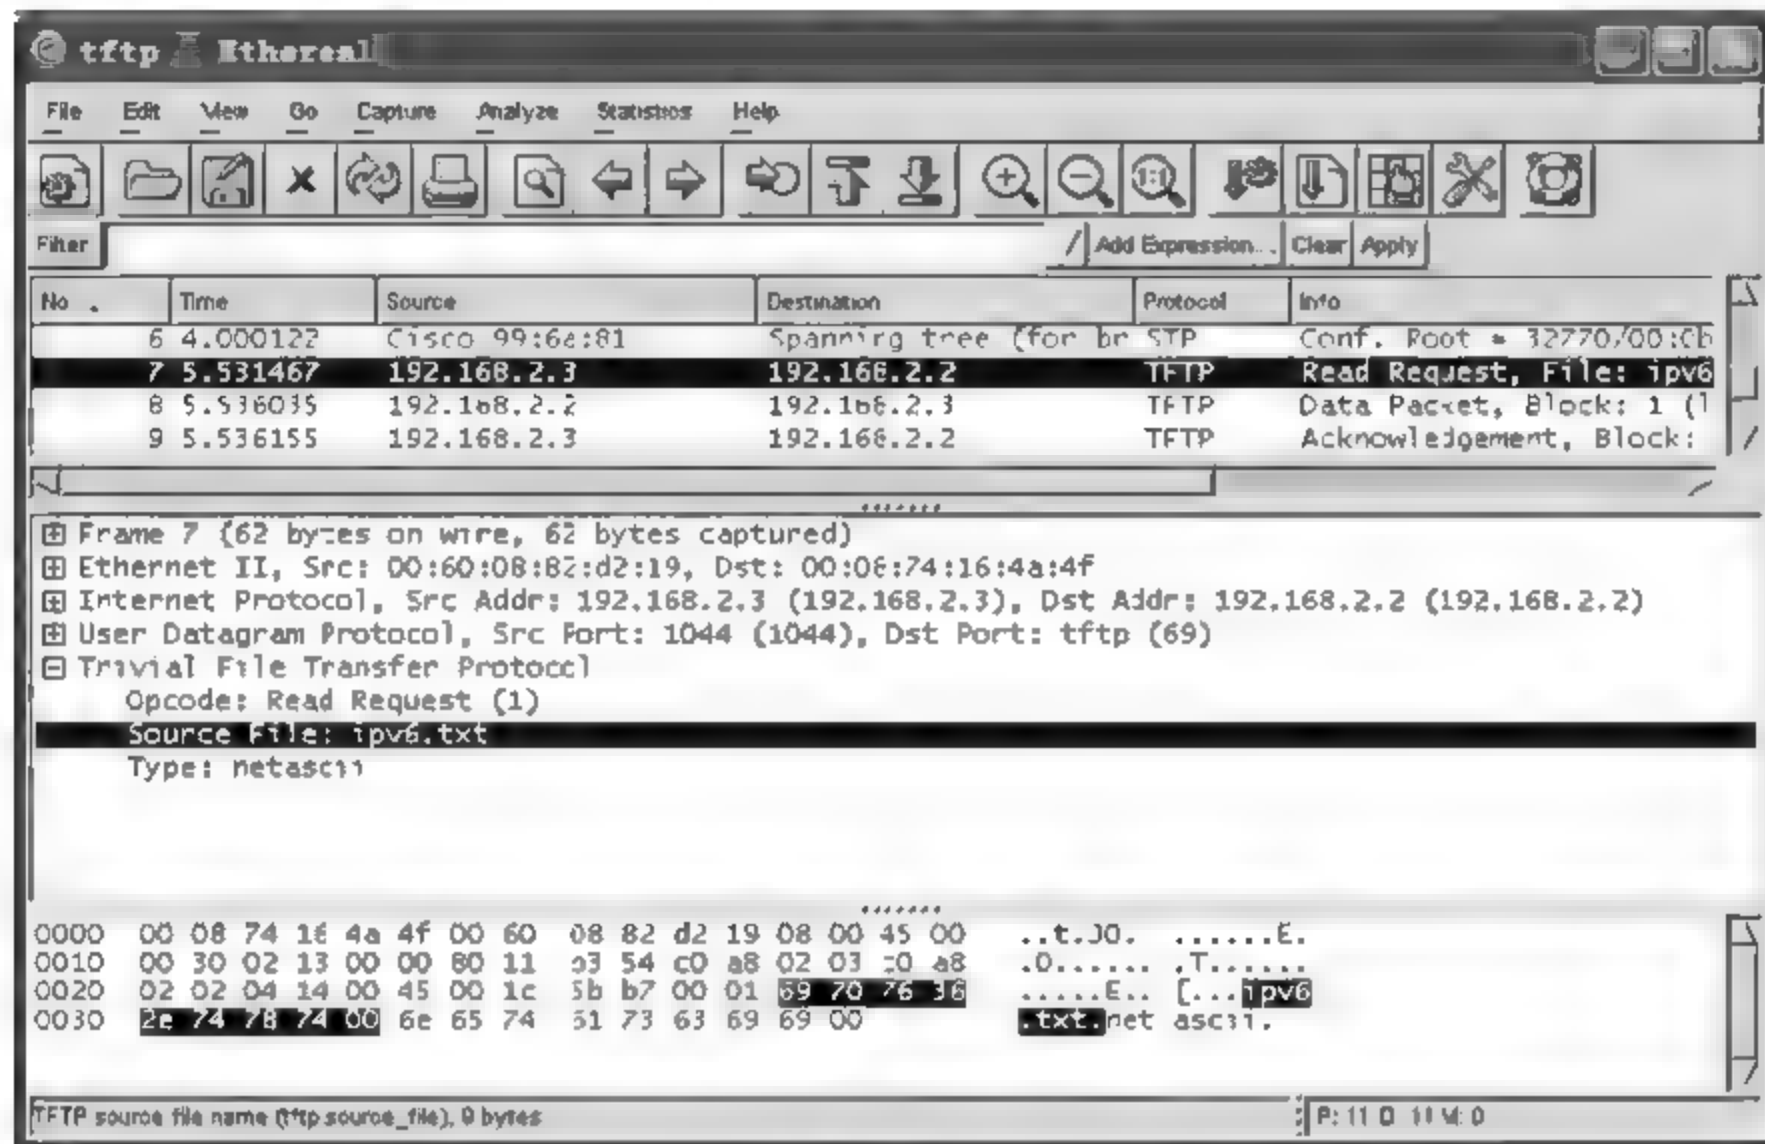 tftp Ethereal
File Edit View Go Capture Analyze Statistics Help
Filter / Add Expression... Clear Apply
No . Time Source Destination Protocol Info
6 4.000122 Cisco 99:6e:81 Spanning tree (for br STP Conf. Root = 32770/00:0b
7 5.531467 192.168.2.3 192.168.2.2 TFTP Read Request, File: ipv6
8 5.536035 192.168.2.2 192.168.2.3 TFTP Data Packet, Block: 1 (l
9 5.536155 192.168.2.3 192.168.2.2 TFTP Acknowledgement, Block:
Frame 7 (62 bytes on wire, 62 bytes captured)
Ethernet II, Src: 00:60:08:82:d2:19, Dst: 00:08:74:16:4a:4f
Internet Protocol, Src Addr: 192.168.2.3 (192.168.2.3), Dst Addr: 192.168.2.2 (192.168.2.2)
User Datagram Protocol, Src Port: 1044 (1044), Dst Port: tftp (69)
Trivial File Transfer Protocol
Opcode: Read Request (1)
Source File: ipv6.txt
Type: netascii
0000 00 08 74 16 4a 4f 00 60 08 82 d2 19 08 00 45 00 ..t.JO. ......E.
0010 00 30 02 13 00 00 80 11 b3 54 c0 a8 02 03 c0 a8 .0...... .T......
0020 02 02 04 14 00 45 00 1c 5b b7 00 01 69 70 76 36 .....E.. [...ipv6
0030 2e 74 78 74 00 6e 65 74 61 73 63 69 69 00 .txt.net ascii.
TFTP source file name (tftp.source_file), 9 bytes
P: 11 D: 11 M: 0